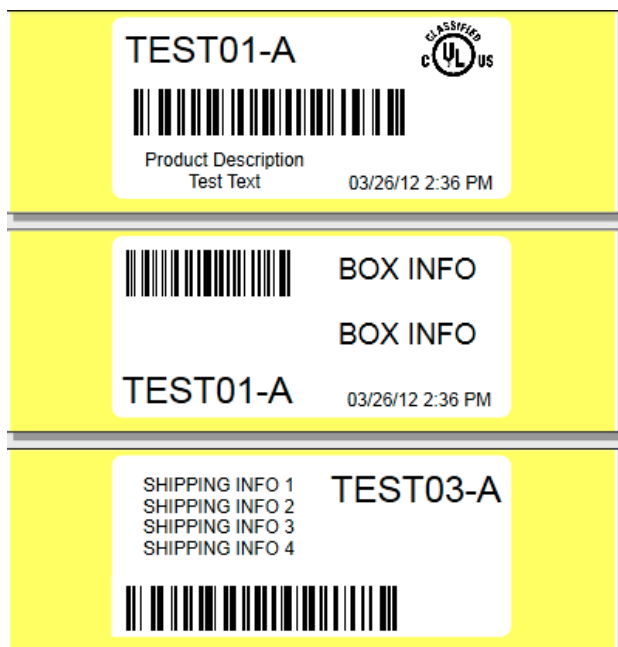 TEST01-A
CLASSIFIED
C UL US
Product Description
Test Text
03/26/12 2:36 PM
BOX INFO
BOX INFO
TEST01-A
03/26/12 2:36 PM
SHIPPING INFO 1
SHIPPING INFO 2
SHIPPING INFO 3
SHIPPING INFO 4
TEST03-A